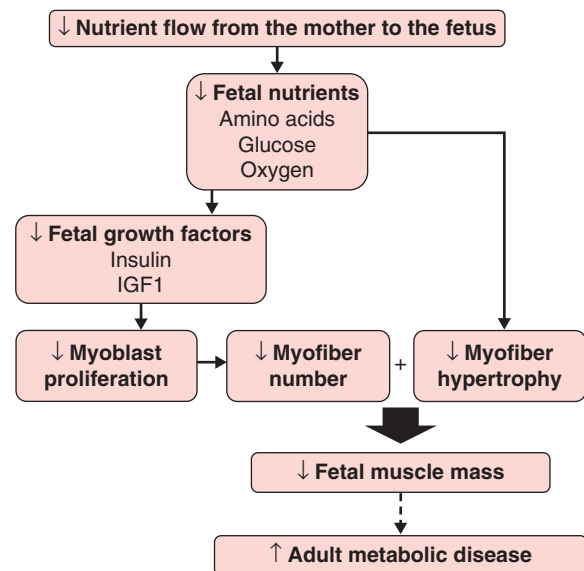 ↓ Nutrient flow from the mother to the fetus
↓ Fetal nutrients
Amino acids
Glucose
Oxygen
↓ Fetal growth factors
Insulin
IGF1
↓ Myoblast
proliferation
↓ Myofiber
number
+
↓ Myofiber
hypertrophy
↓ Fetal muscle mass
↑ Adult metabolic disease